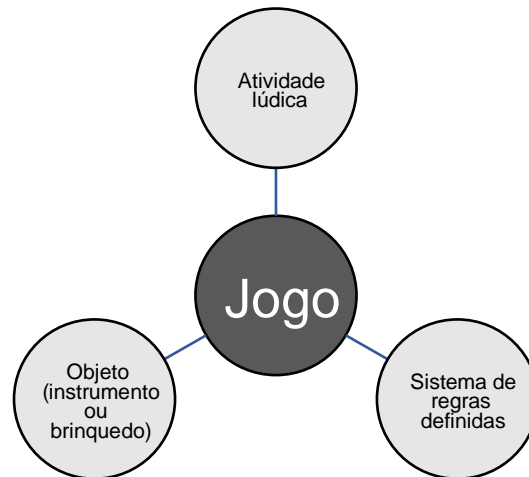 Atividade
lúdica
Jogo
Objeto
(instrumento
ou
brinquedo)
Sistema de
regras
definidas